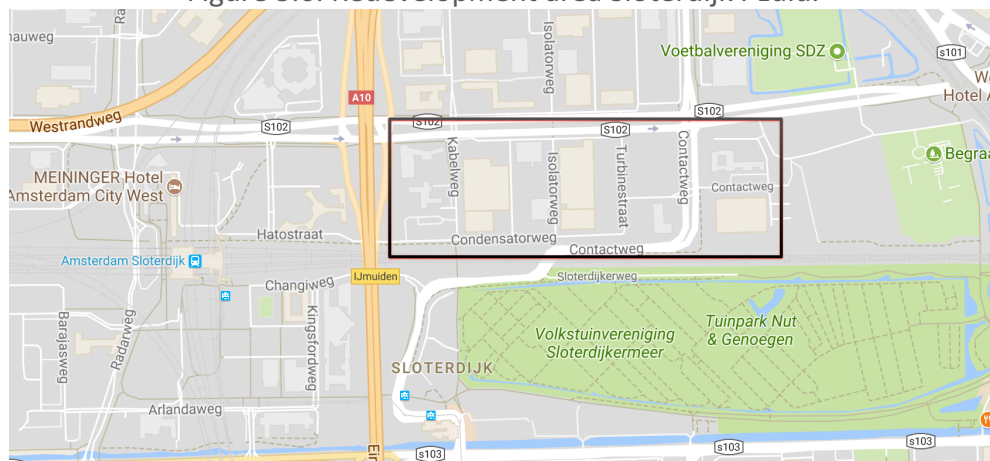 nauweg
Isolatorweg
Voetbalvereniging SDZ
s101
Hotel A
A10
Westrandweg
S102
S102
S102
S102
Kabelweg
Isolatorweg
Turbinestraat
Contactweg
Contactweg
Begraa
MEININGER Hotel
Amsterdam City West
Hatostraat
Condensatorweg
Contactweg
Amsterdam Sloterdijk
IJmuiden
Sloterdijkerweg
Changiweg
Kingsfordweg
Barajasweg
Radarweg
Volkstuinvereniging
Sloterdijkermeer
Tuinpark Nut
& Genoegen
SLOTERDIJK
Arlandaweg
s103
s103
s103
s103